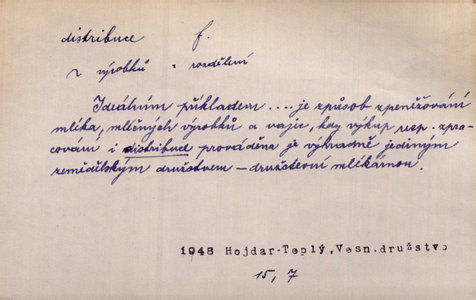 distribuce f.
z výrobků = rozdělení
Ideálním příkladem .... je způsob zpeněžování
mléka, mléčných výrobků a vajec, kdy výkup resp. zpra-
cování i distribuce prováděna je výhradně jediným
zemědělským družstvem – družstevní mlékárnou.
1948 Hojdar-Teplý, Vesn. družstvo
15, 7